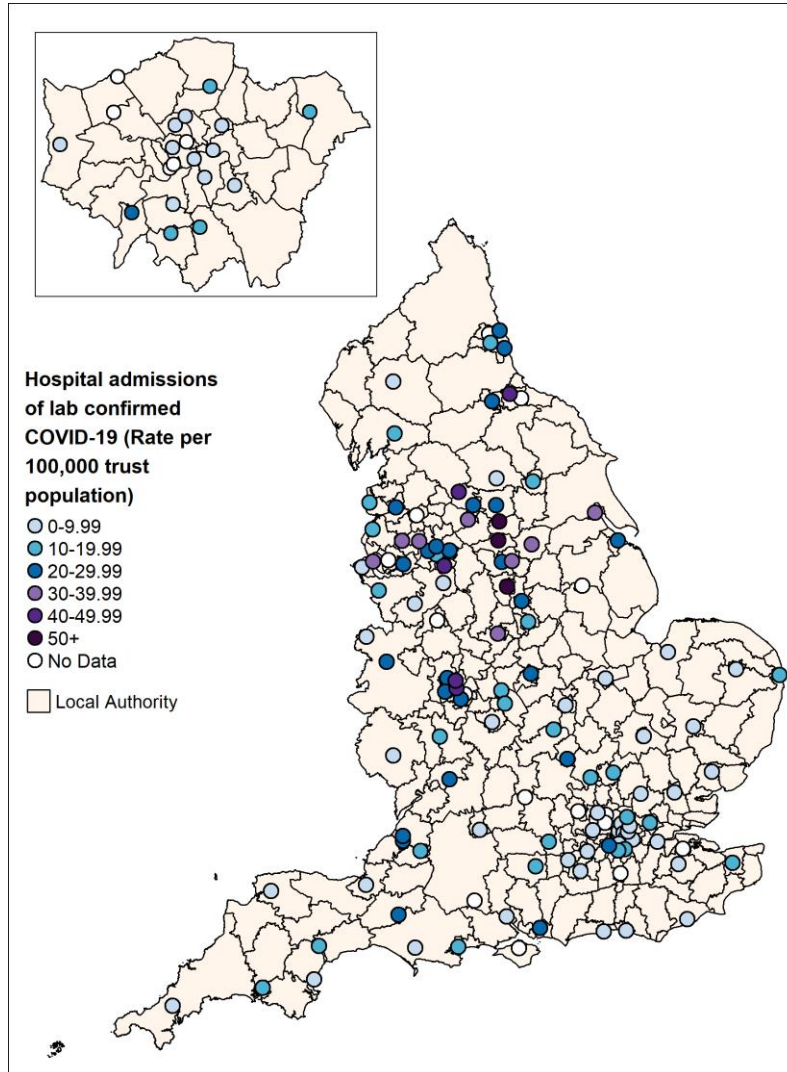 Hospital admissions
of lab confirmed
COVID-19 (Rate per
100,000 trust
population)
0-9.99
10-19.99
20-29.99
30-39.99
40-49.99
50+
No Data
Local Authority